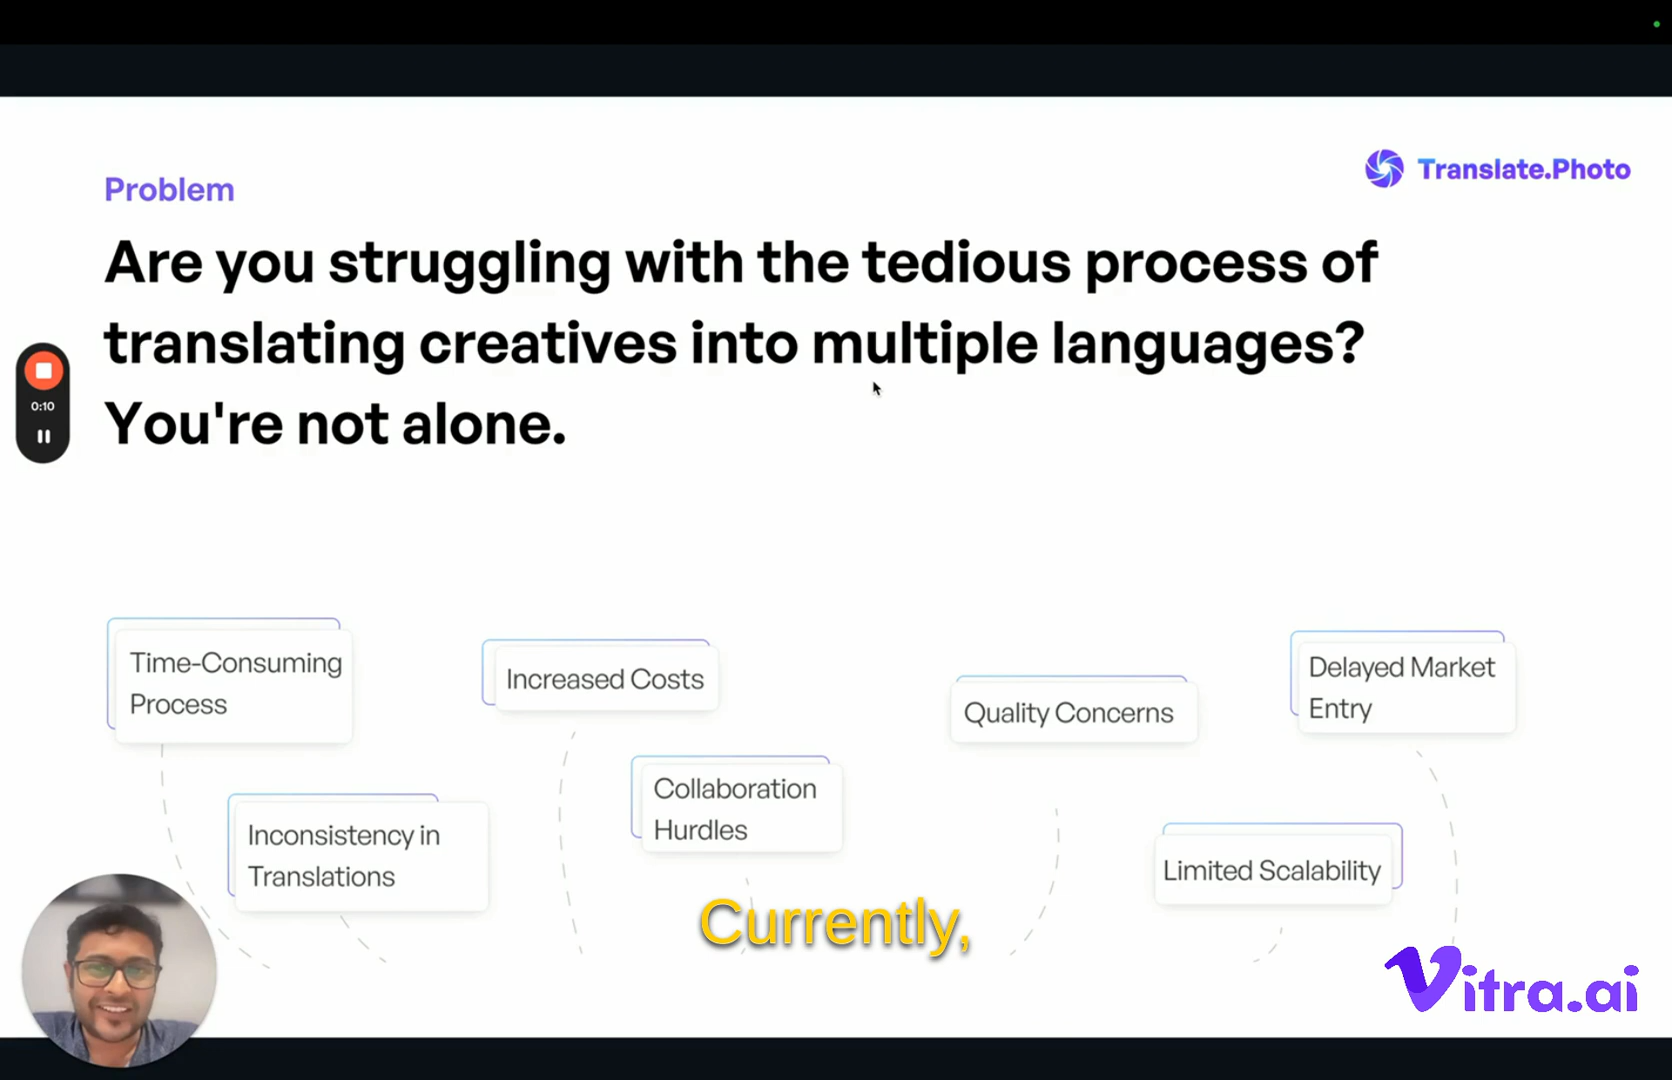 Translate.Photo
Problem
Are you struggling with the tedious process of
translating creatives into multiple languages?
You're not alone.
0:10
Time-Consuming
Process
Increased Costs
Delayed Market
Entry
Quality Concerns
Collaboration
Hurdles
Inconsistency in
Translations
Limited Scalability
Currently,
Vitra.ai